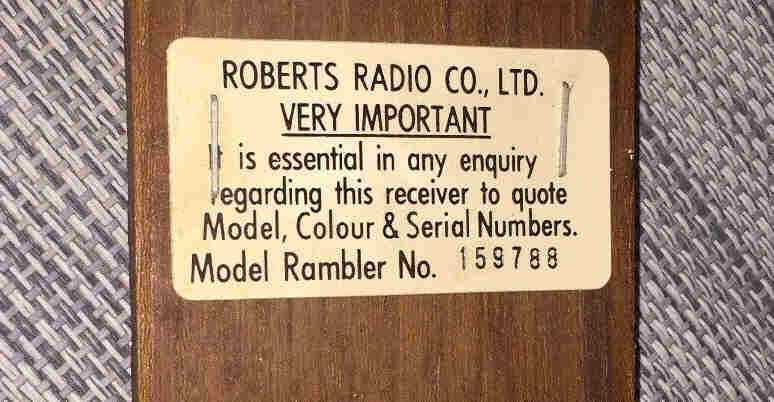 ROBERTS RADIO CO., LTD.
VERY IMPORTANT
It is essential in any enquiry
regarding this receiver to quote
Model, Colour & Serial Numbers.
Model Rambler No. 159788